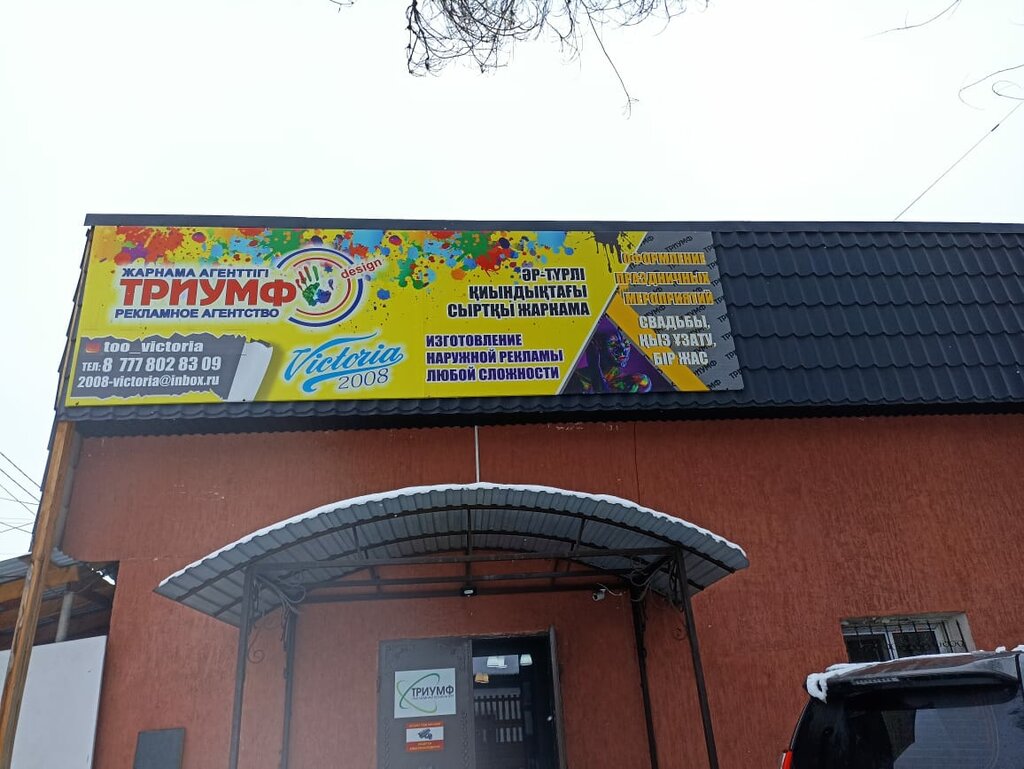 ЖАРНАМА АГЕНТТІГІ
ТРИУМФ
design
РЕКЛАМНОЕ АГЕНТСТВО
too_victoria
ТЕЛ: 8 777 802 83 09
2008-victoria@inbox.ru
Victoria
2008
ӘР-ТҮРЛІ
ҚИЫНДЫҚТАҒЫ
СЫРТҚЫ ЖАРНАМА
ИЗГОТОВЛЕНИЕ
НАРУЖНОЙ РЕКЛАМЫ
ЛЮБОЙ СЛОЖНОСТИ
ОФОРМЛЕНИЕ
ПРАЗДНИЧНЫХ
МЕРОПРИЯТИЙ
СВАДЬБЫ,
ҚЫЗ ҰЗАТУ,
БІР ЖАС
ТРИУМФ
ТРИУМФ